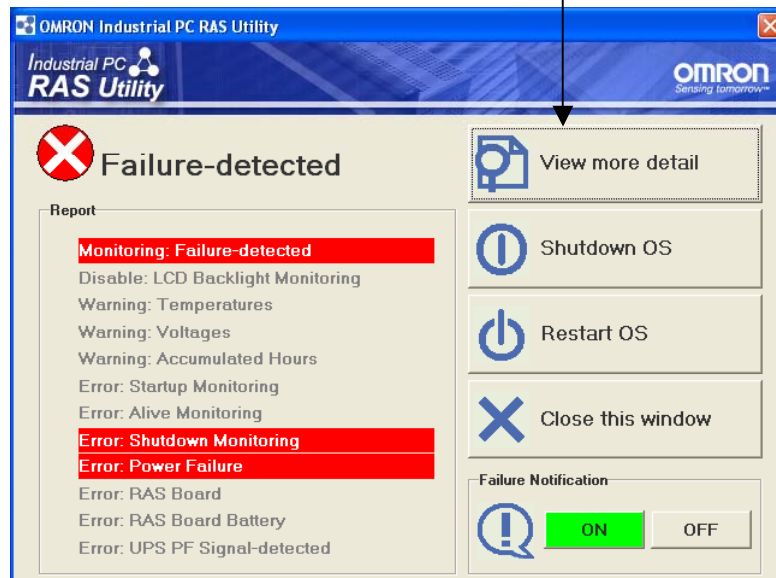 OMRON Industrial PC RAS Utility
Industrial PC
RAS Utility
OMRON
Sensing tomorrow™
Failure-detected
Report
Monitoring: Failure-detected
Disable: LCD Backlight Monitoring
Warning: Temperatures
Warning: Voltages
Warning: Accumulated Hours
Error: Startup Monitoring
Error: Alive Monitoring
Error: Shutdown Monitoring
Error: Power Failure
Error: RAS Board
Error: RAS Board Battery
Error: UPS PF Signal-detected
View more detail
Shutdown OS
Restart OS
Close this window
Failure Notification
ON
OFF